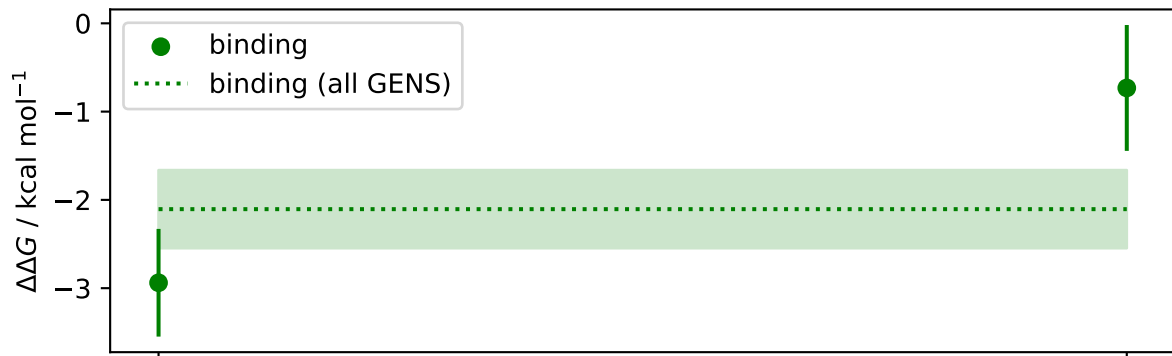 0
−1
−2
−3
ΔΔG / kcal mol⁻¹
binding
binding (all GENS)